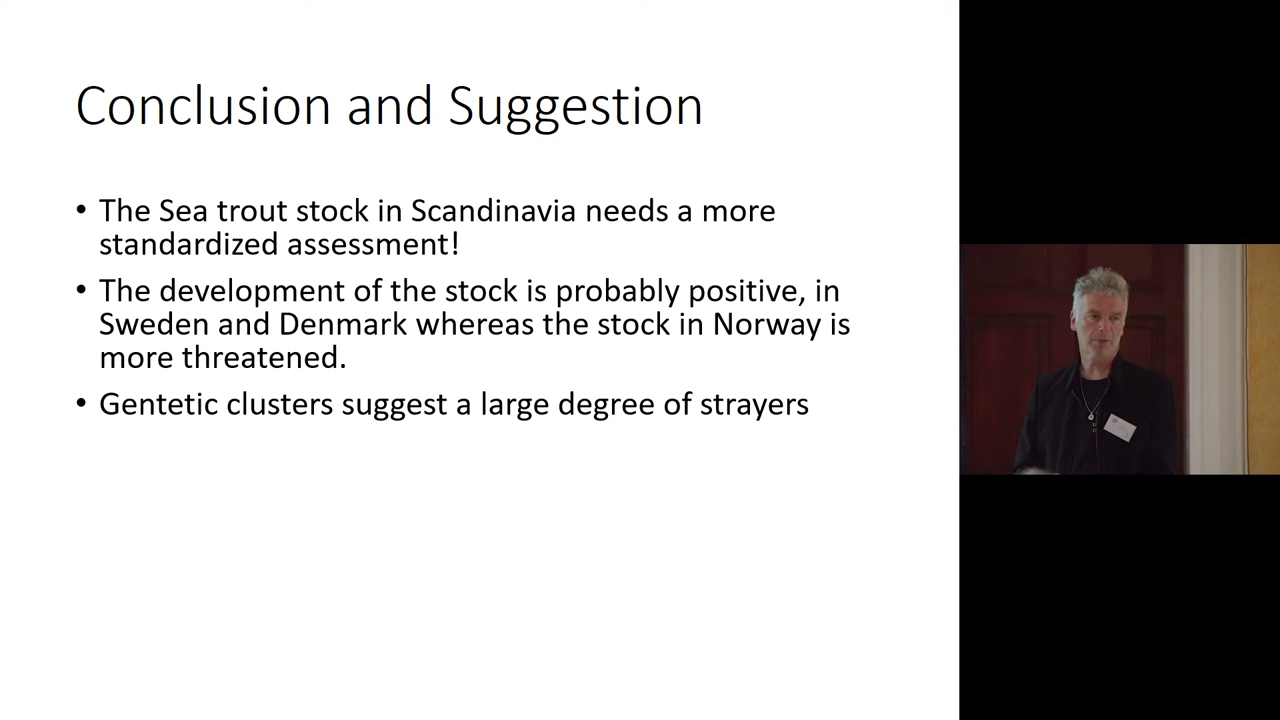 Conclusion and Suggestion
• The Sea trout stock in Scandinavia needs a more
standardized assessment!
• The development of the stock is probably positive, in
Sweden and Denmark whereas the stock in Norway is
more threatened.
• Gentetic clusters suggest a large degree of strayers